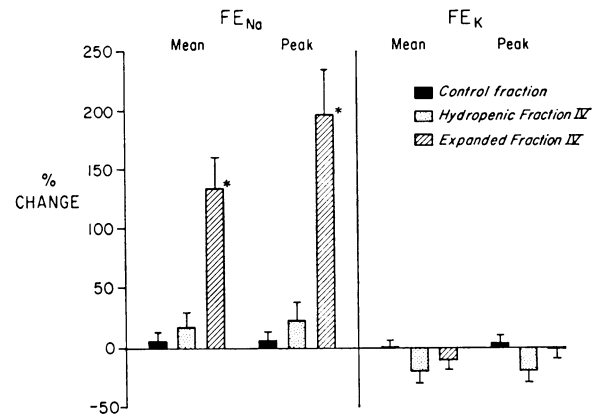 FENa FEK
Mean Peak Mean Peak
250
200
150
100
50
0
-50
%
CHANGE
Control fraction
Hydropenic Fraction IV
Expanded Fraction IV
*
*
0